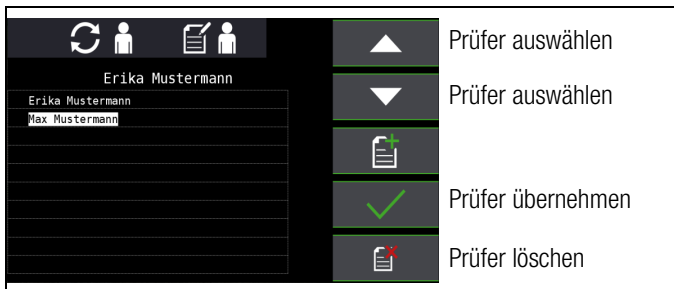 Prüfer auswählen
Erika Mustermann
Prüfer auswählen
Erika Mustermann
Max Mustermann
Prüfer übernehmen
Prüfer löschen